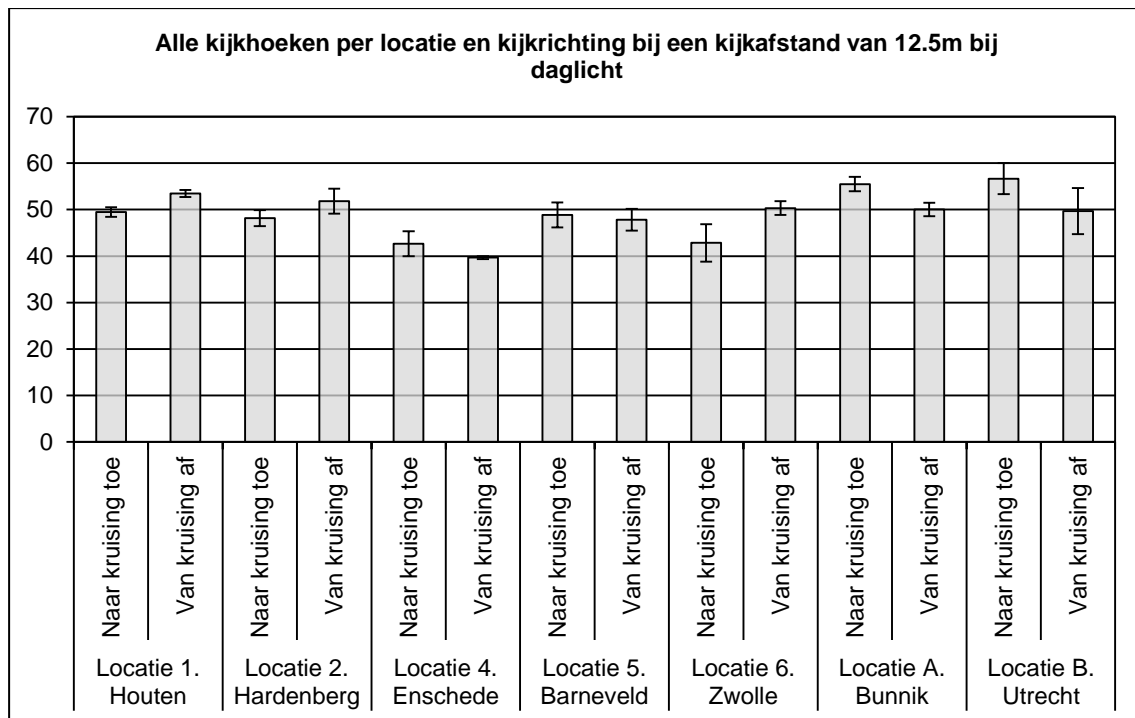 Alle kijkhoeken per locatie en kijkrichting bij een kijkafstand van 12.5m bij
daglicht
70
60
50
40
30
20
10
0
Naar kruising toe
Van kruising af
Naar kruising toe
Van kruising af
Naar kruising toe
Van kruising af
Naar kruising toe
Van kruising af
Naar kruising toe
Van kruising af
Naar kruising toe
Van kruising af
Naar kruising toe
Van kruising af
Locatie 1.
Houten
Locatie 2.
Hardenberg
Locatie 4.
Enschede
Locatie 5.
Barneveld
Locatie 6.
Zwolle
Locatie A.
Bunnik
Locatie B.
Utrecht